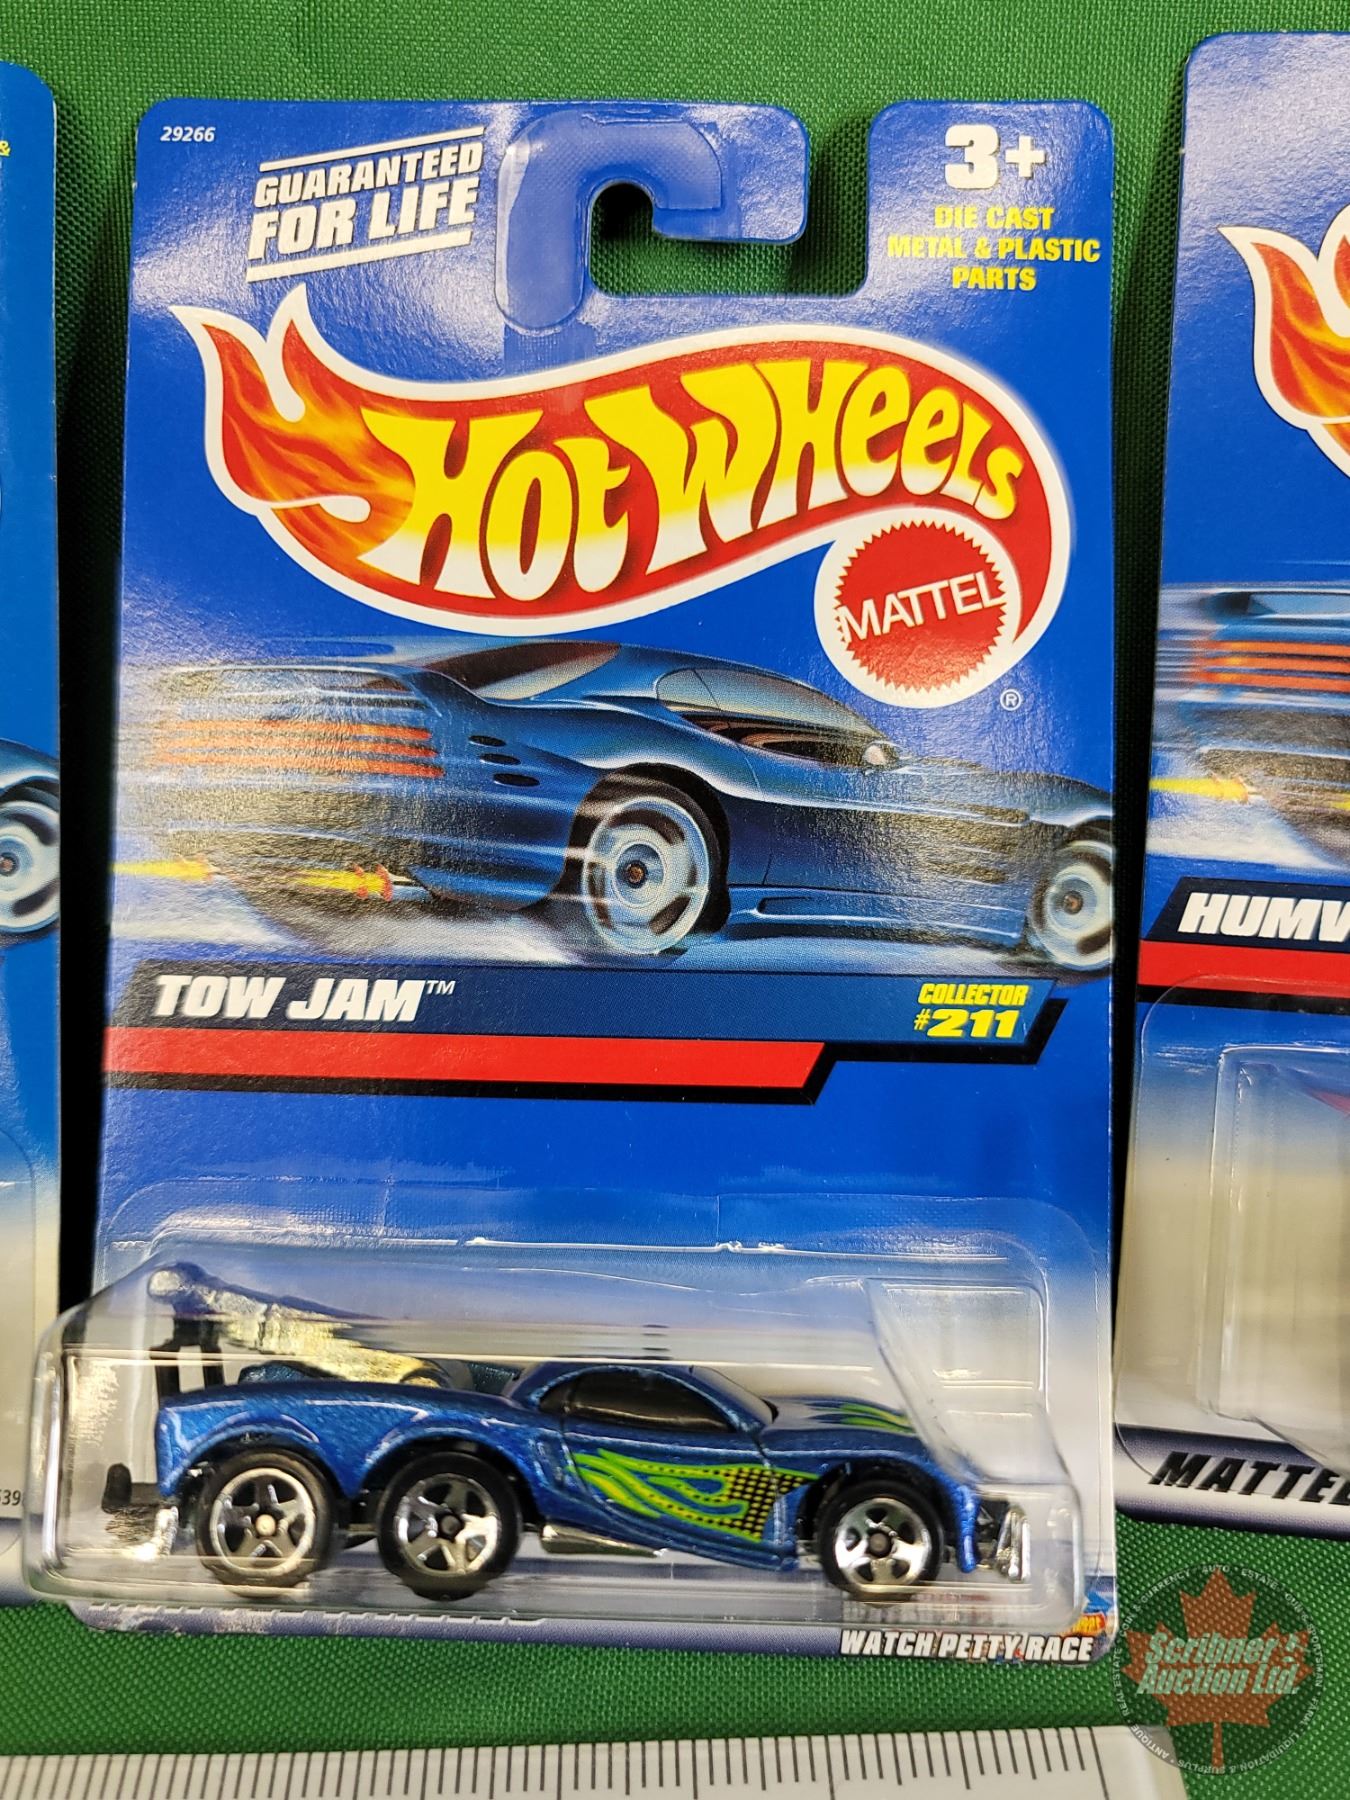 29266
GUARANTEED
FOR LIFE
3+
DIE CAST
METAL & PLASTIC
PARTS
&
HOT WHEELS
MATTEL
®
TOW JAM™
COLLECTOR
#211
HUMV
MATTE
WATCH PETTY RACE
Scribner
Auction Ltd.